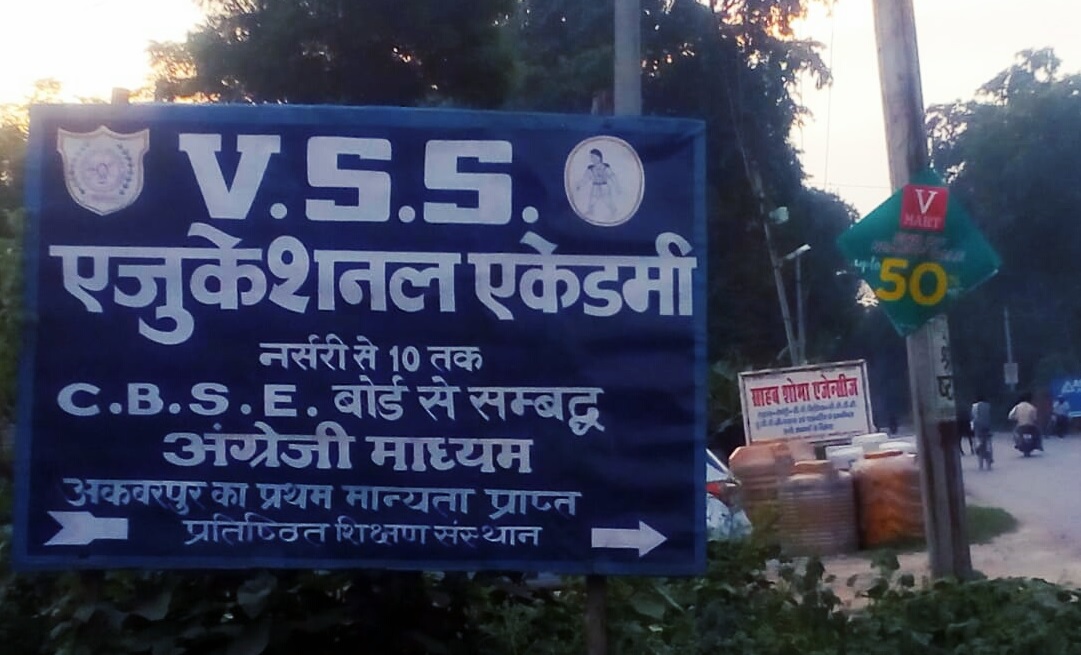 V.S.S.
एजुकेशनल एकेडमी
नर्सरी से 10 तक
C.B.S.E. बोर्ड से सम्बद्ध
अंग्रेजी माध्यम
अकबरपुर का प्रथम मान्यता प्राप्त
प्रतिष्ठित शिक्षण संस्थान
V
MART
upto
50
साहब शोभा एजेन्सीज